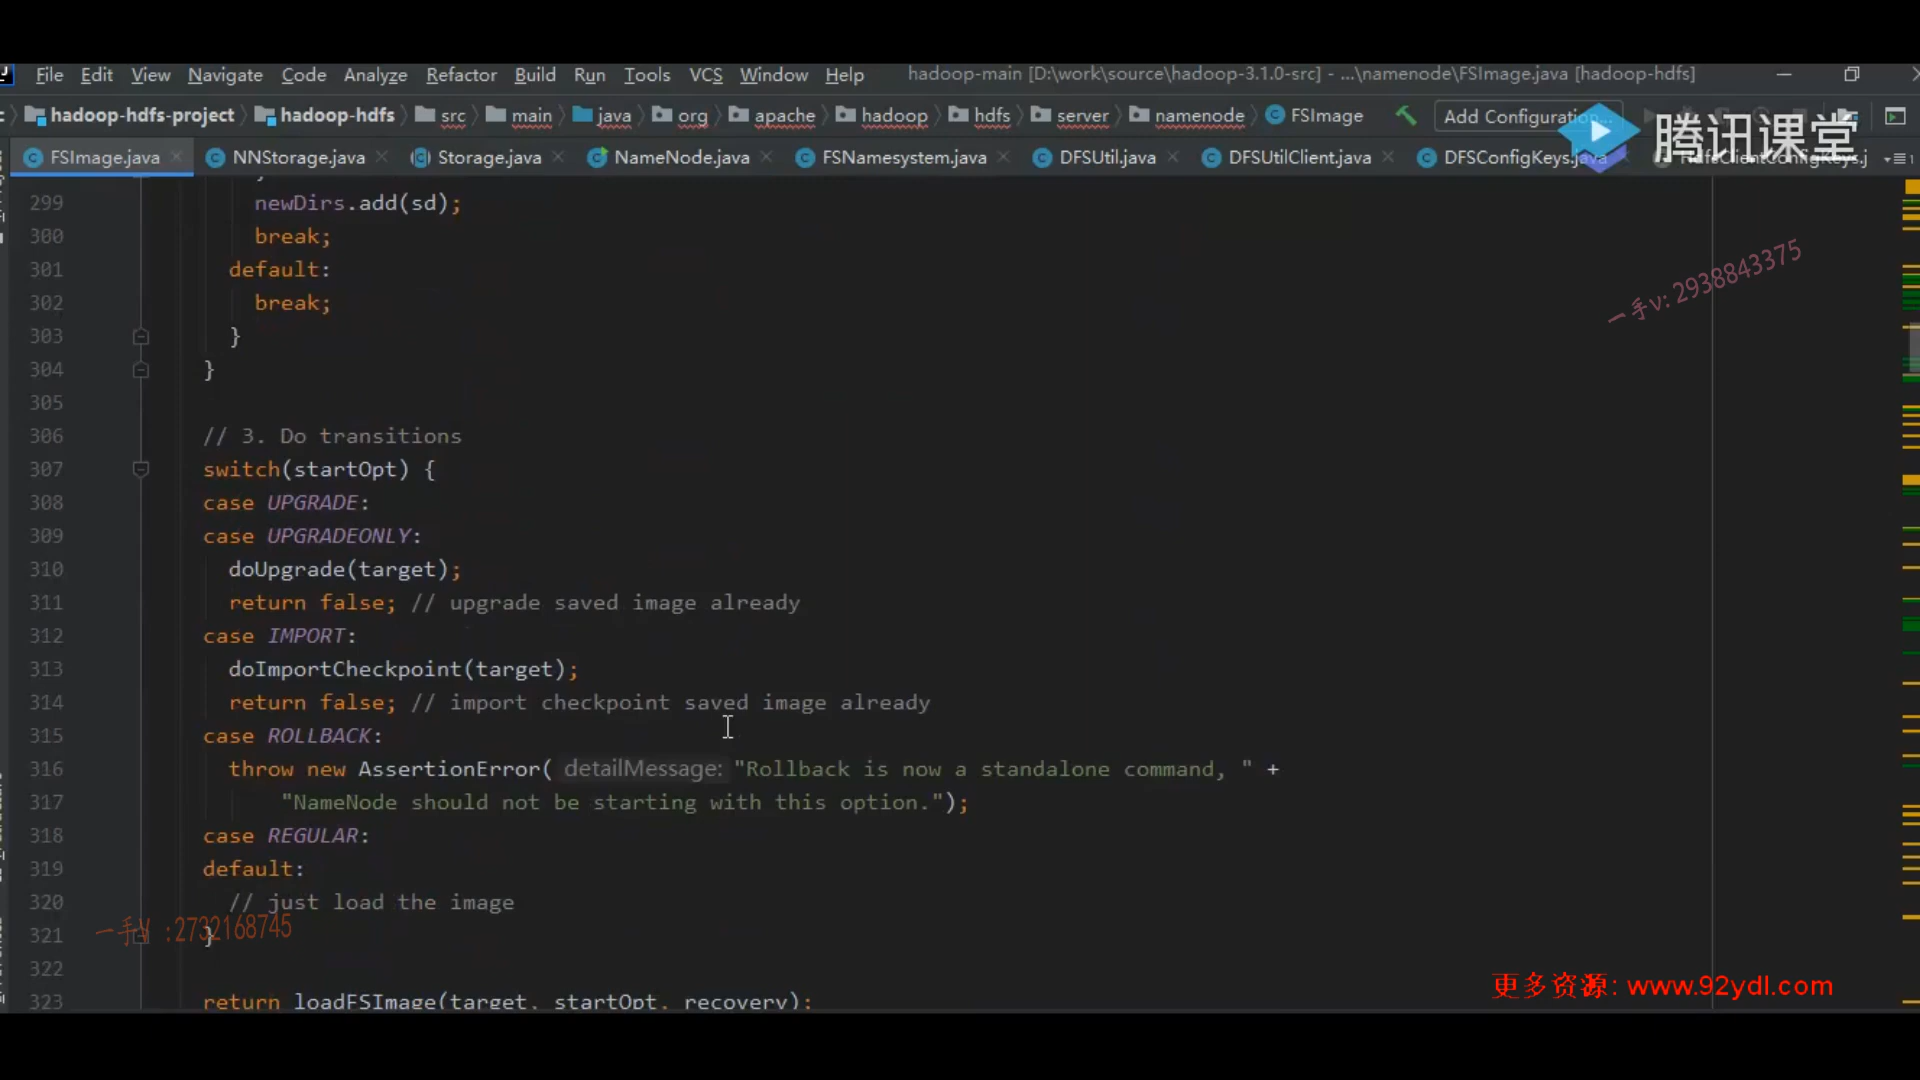 File Edit View Navigate Code Analyze Refactor Build Run Tools VCS Window Help hadoop-main [D:\work\source\hadoop-3.1.0-src] - ...\namenode\FSImage.java [hadoop-hdfs]
hadoop-hdfs-project hadoop-hdfs src main java org apache hadoop hdfs server namenode FSImage Add Configuration...
腾讯课堂
FSImage.java NNStorage.java Storage.java NameNode.java FSNamesystem.java DFSUtil.java DFSUtilClient.java DFSConfigKeys.java
299 newDirs.add(sd);
300 break;
301 default:
302 break;
303 }
304 }
305
306 // 3. Do transitions
307 switch(startOpt) {
308 case UPGRADE:
309 case UPGRADEONLY:
310 doUpgrade(target);
311 return false; // upgrade saved image already
312 case IMPORT:
313 doImportCheckpoint(target);
314 return false; // import checkpoint saved image already
315 case ROLLBACK:
316 throw new AssertionError( detailMessage: "Rollback is now a standalone command, " +
317 "NameNode should not be starting with this option.");
318 case REGULAR:
319 default:
320 // just load the image
321 }
322
323 return loadFSImage(target, startOpt, recovery);
一手v:2938843375
一手V :2732168745
更多资源: www.92ydl.com